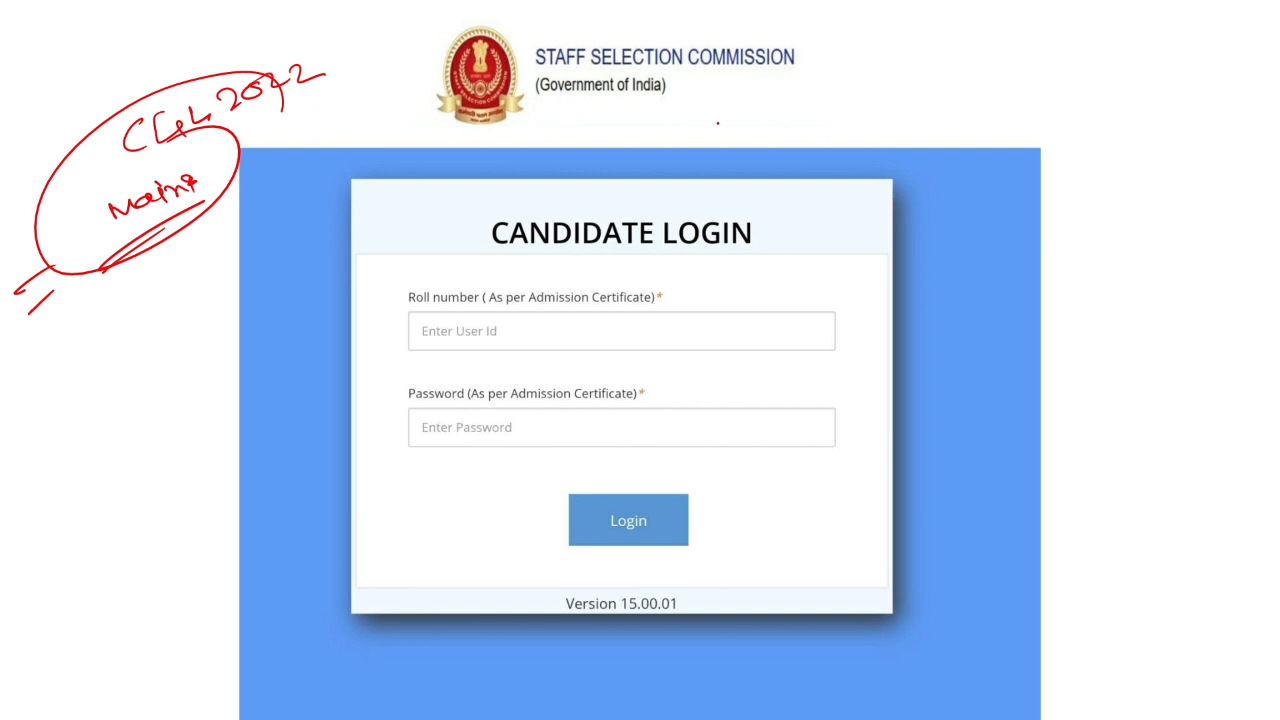 STAFF SELECTION COMMISSION
(Government of India)
CGL 2022
Mains
CANDIDATE LOGIN
Roll number ( As per Admission Certificate)*
Enter User Id
Password (As per Admission Certificate)*
Enter Password
Login
Version 15.00.01